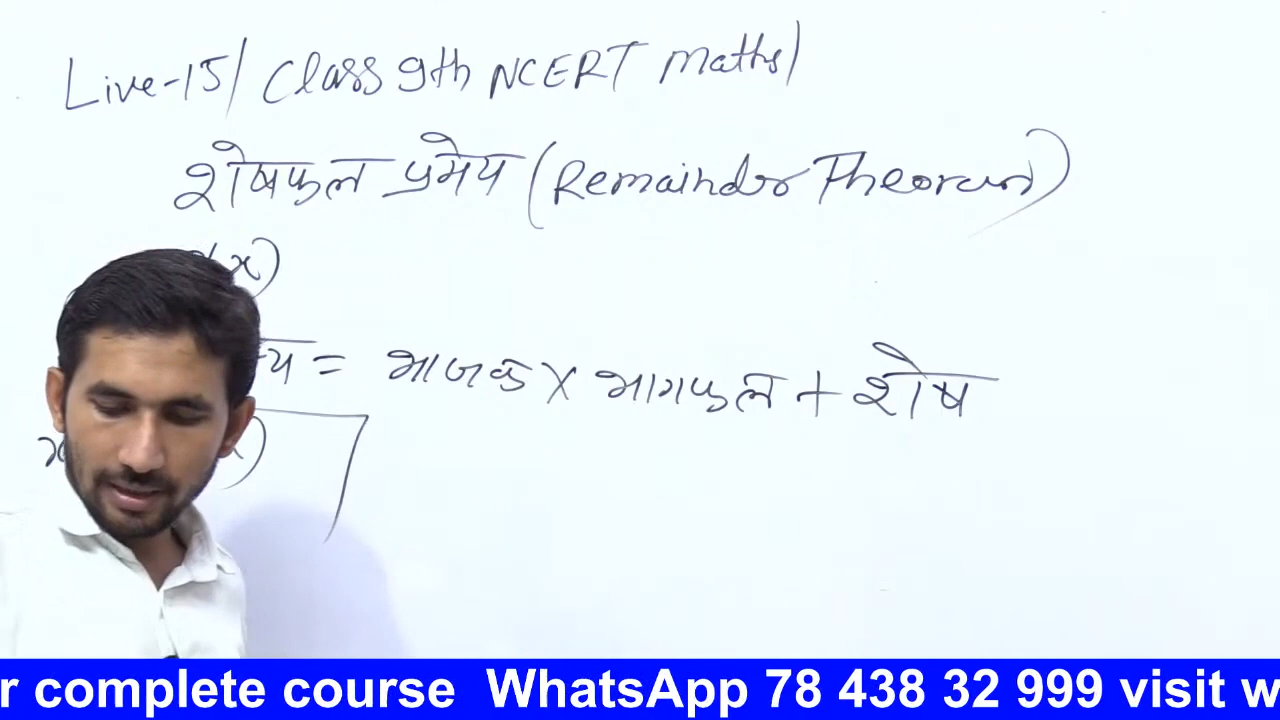 Live-15/ Class 9th NCERT Maths/
शेषफल प्रमेय (Remainder Theorem)
x)
= भाजक X भागफल + शेष
r complete course WhatsApp 78 438 32 999 visit w